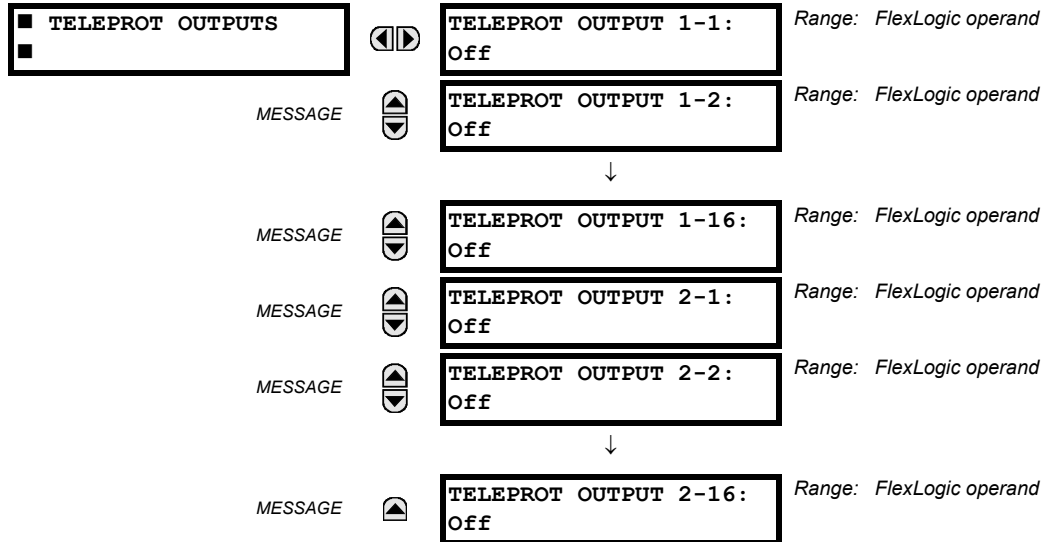 ■ TELEPROT OUTPUTS
■
TELEPROT OUTPUT 1-1:
Off
Range: FlexLogic operand
MESSAGE
TELEPROT OUTPUT 1-2:
Off
Range: FlexLogic operand
↓
MESSAGE
TELEPROT OUTPUT 1-16:
Off
Range: FlexLogic operand
MESSAGE
TELEPROT OUTPUT 2-1:
Off
Range: FlexLogic operand
MESSAGE
TELEPROT OUTPUT 2-2:
Off
Range: FlexLogic operand
↓
MESSAGE
TELEPROT OUTPUT 2-16:
Off
Range: FlexLogic operand